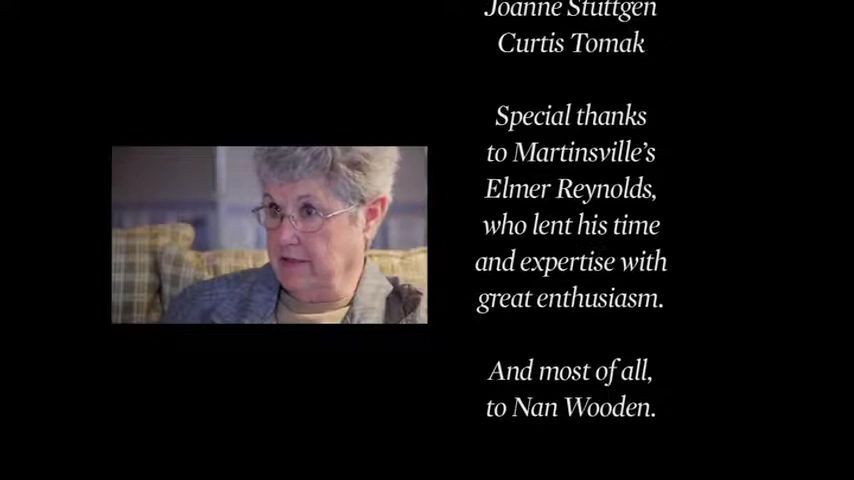 Joanne Stuttgen
Curtis Tomak
Special thanks
to Martinsville’s
Elmer Reynolds,
who lent his time
and expertise with
great enthusiasm.
And most of all,
to Nan Wooden.